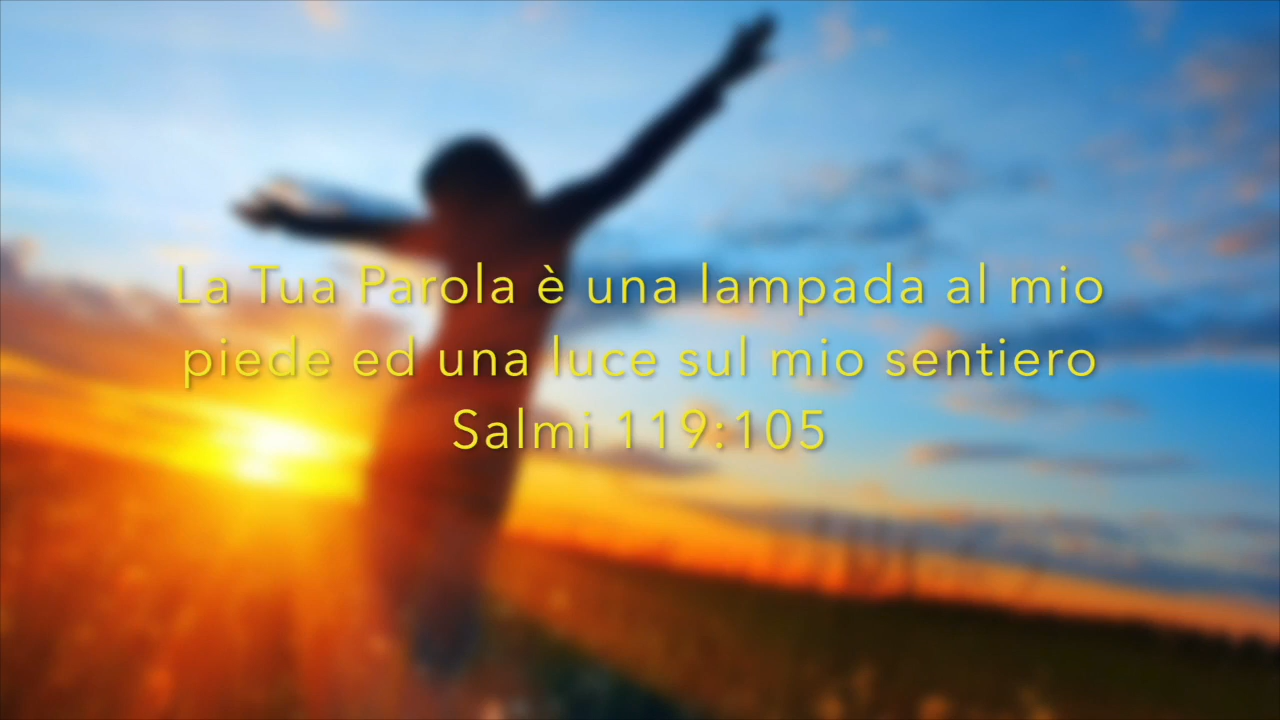 La Tua Parola è una lampada al mio
piede ed una luce sul mio sentiero
Salmi 119:105